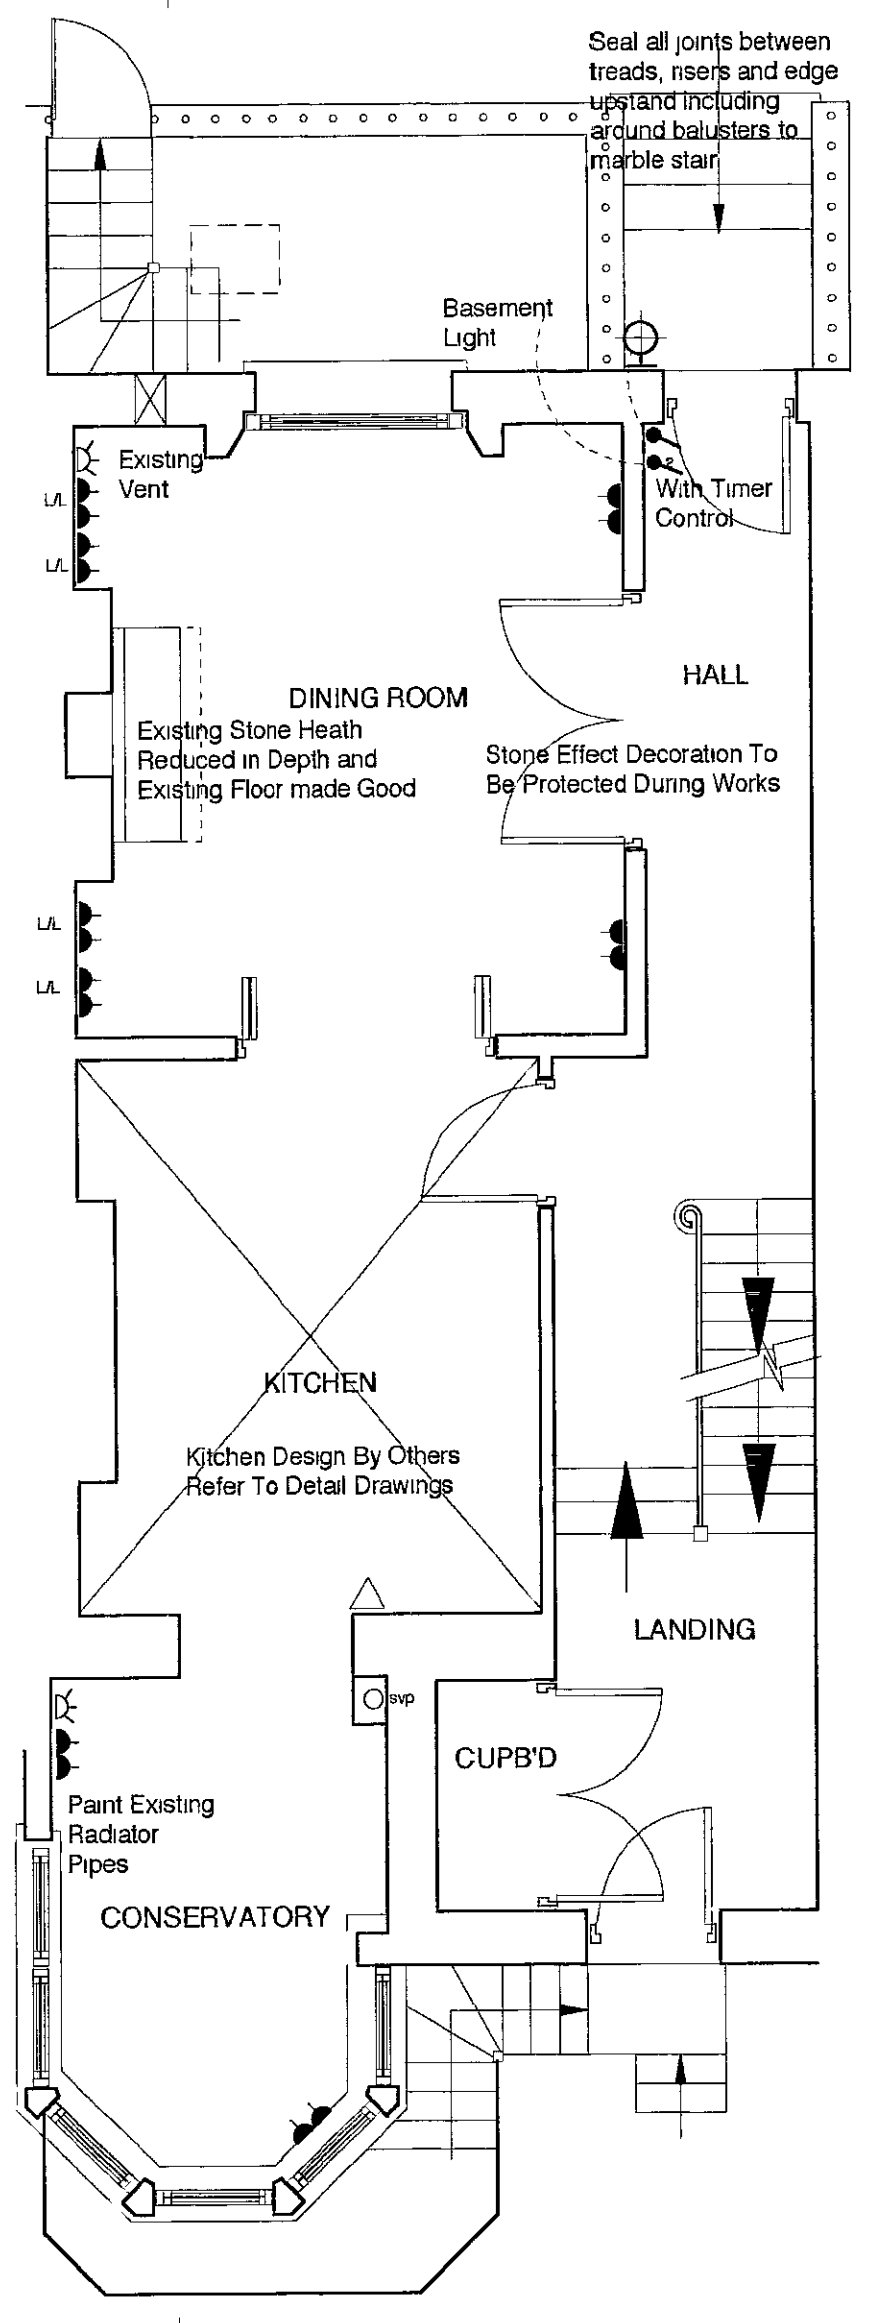 Seal all joints between
treads, risers and edge
upstand including
around balusters to
marble stair
Basement
Light
Existing
Vent
L/L
L/L
2
With Timer
Control
HALL
DINING ROOM
Existing Stone Heath
Reduced in Depth and
Existing Floor made Good
Stone Effect Decoration To
Be Protected During Works
L/L
L/L
KITCHEN
Kitchen Design By Others
Refer To Detail Drawings
LANDING
svp
CUPB'D
Paint Existing
Radiator
Pipes
CONSERVATORY